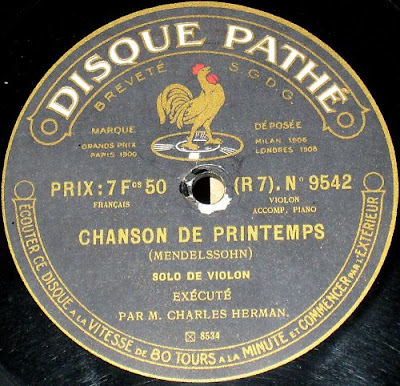 DISQUE PATHÉ
BREVETÉ S.G.D.G.
MARQUE DÉPOSÉE
GRANDS PRIX MILAN 1906
PARIS 1900 LONDRES 1908
PRIX: 7 Fcs 50 (R 7). No 9542
FRANÇAIS VIOLON
ACCOMP. PIANO
CHANSON DE PRINTEMPS
(MENDELSSOHN)
SOLO DE VIOLON
EXÉCUTÉ
PAR M. CHARLES HERMAN.
8534
ÉCOUTER CE DISQUE A LA VITESSE DE 80 TOURS A LA MINUTE ET COMMENCER PAR L'EXTÉRIEUR